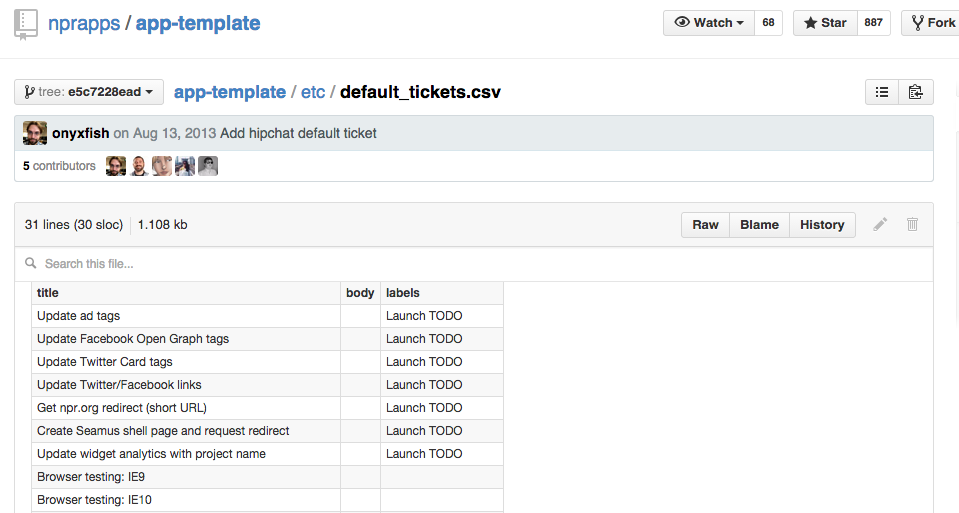 nprapps / app-template
Watch 68 Star 887 Fork
tree: e5c7228ead app-template / etc / default_tickets.csv
onyxfish on Aug 13, 2013 Add hipchat default ticket
5 contributors
31 lines (30 sloc) 1.108 kb Raw Blame History
Search this file...
title body labels
Update ad tags Launch TODO
Update Facebook Open Graph tags Launch TODO
Update Twitter Card tags Launch TODO
Update Twitter/Facebook links Launch TODO
Get npr.org redirect (short URL) Launch TODO
Create Seamus shell page and request redirect Launch TODO
Update widget analytics with project name Launch TODO
Browser testing: IE9
Browser testing: IE10